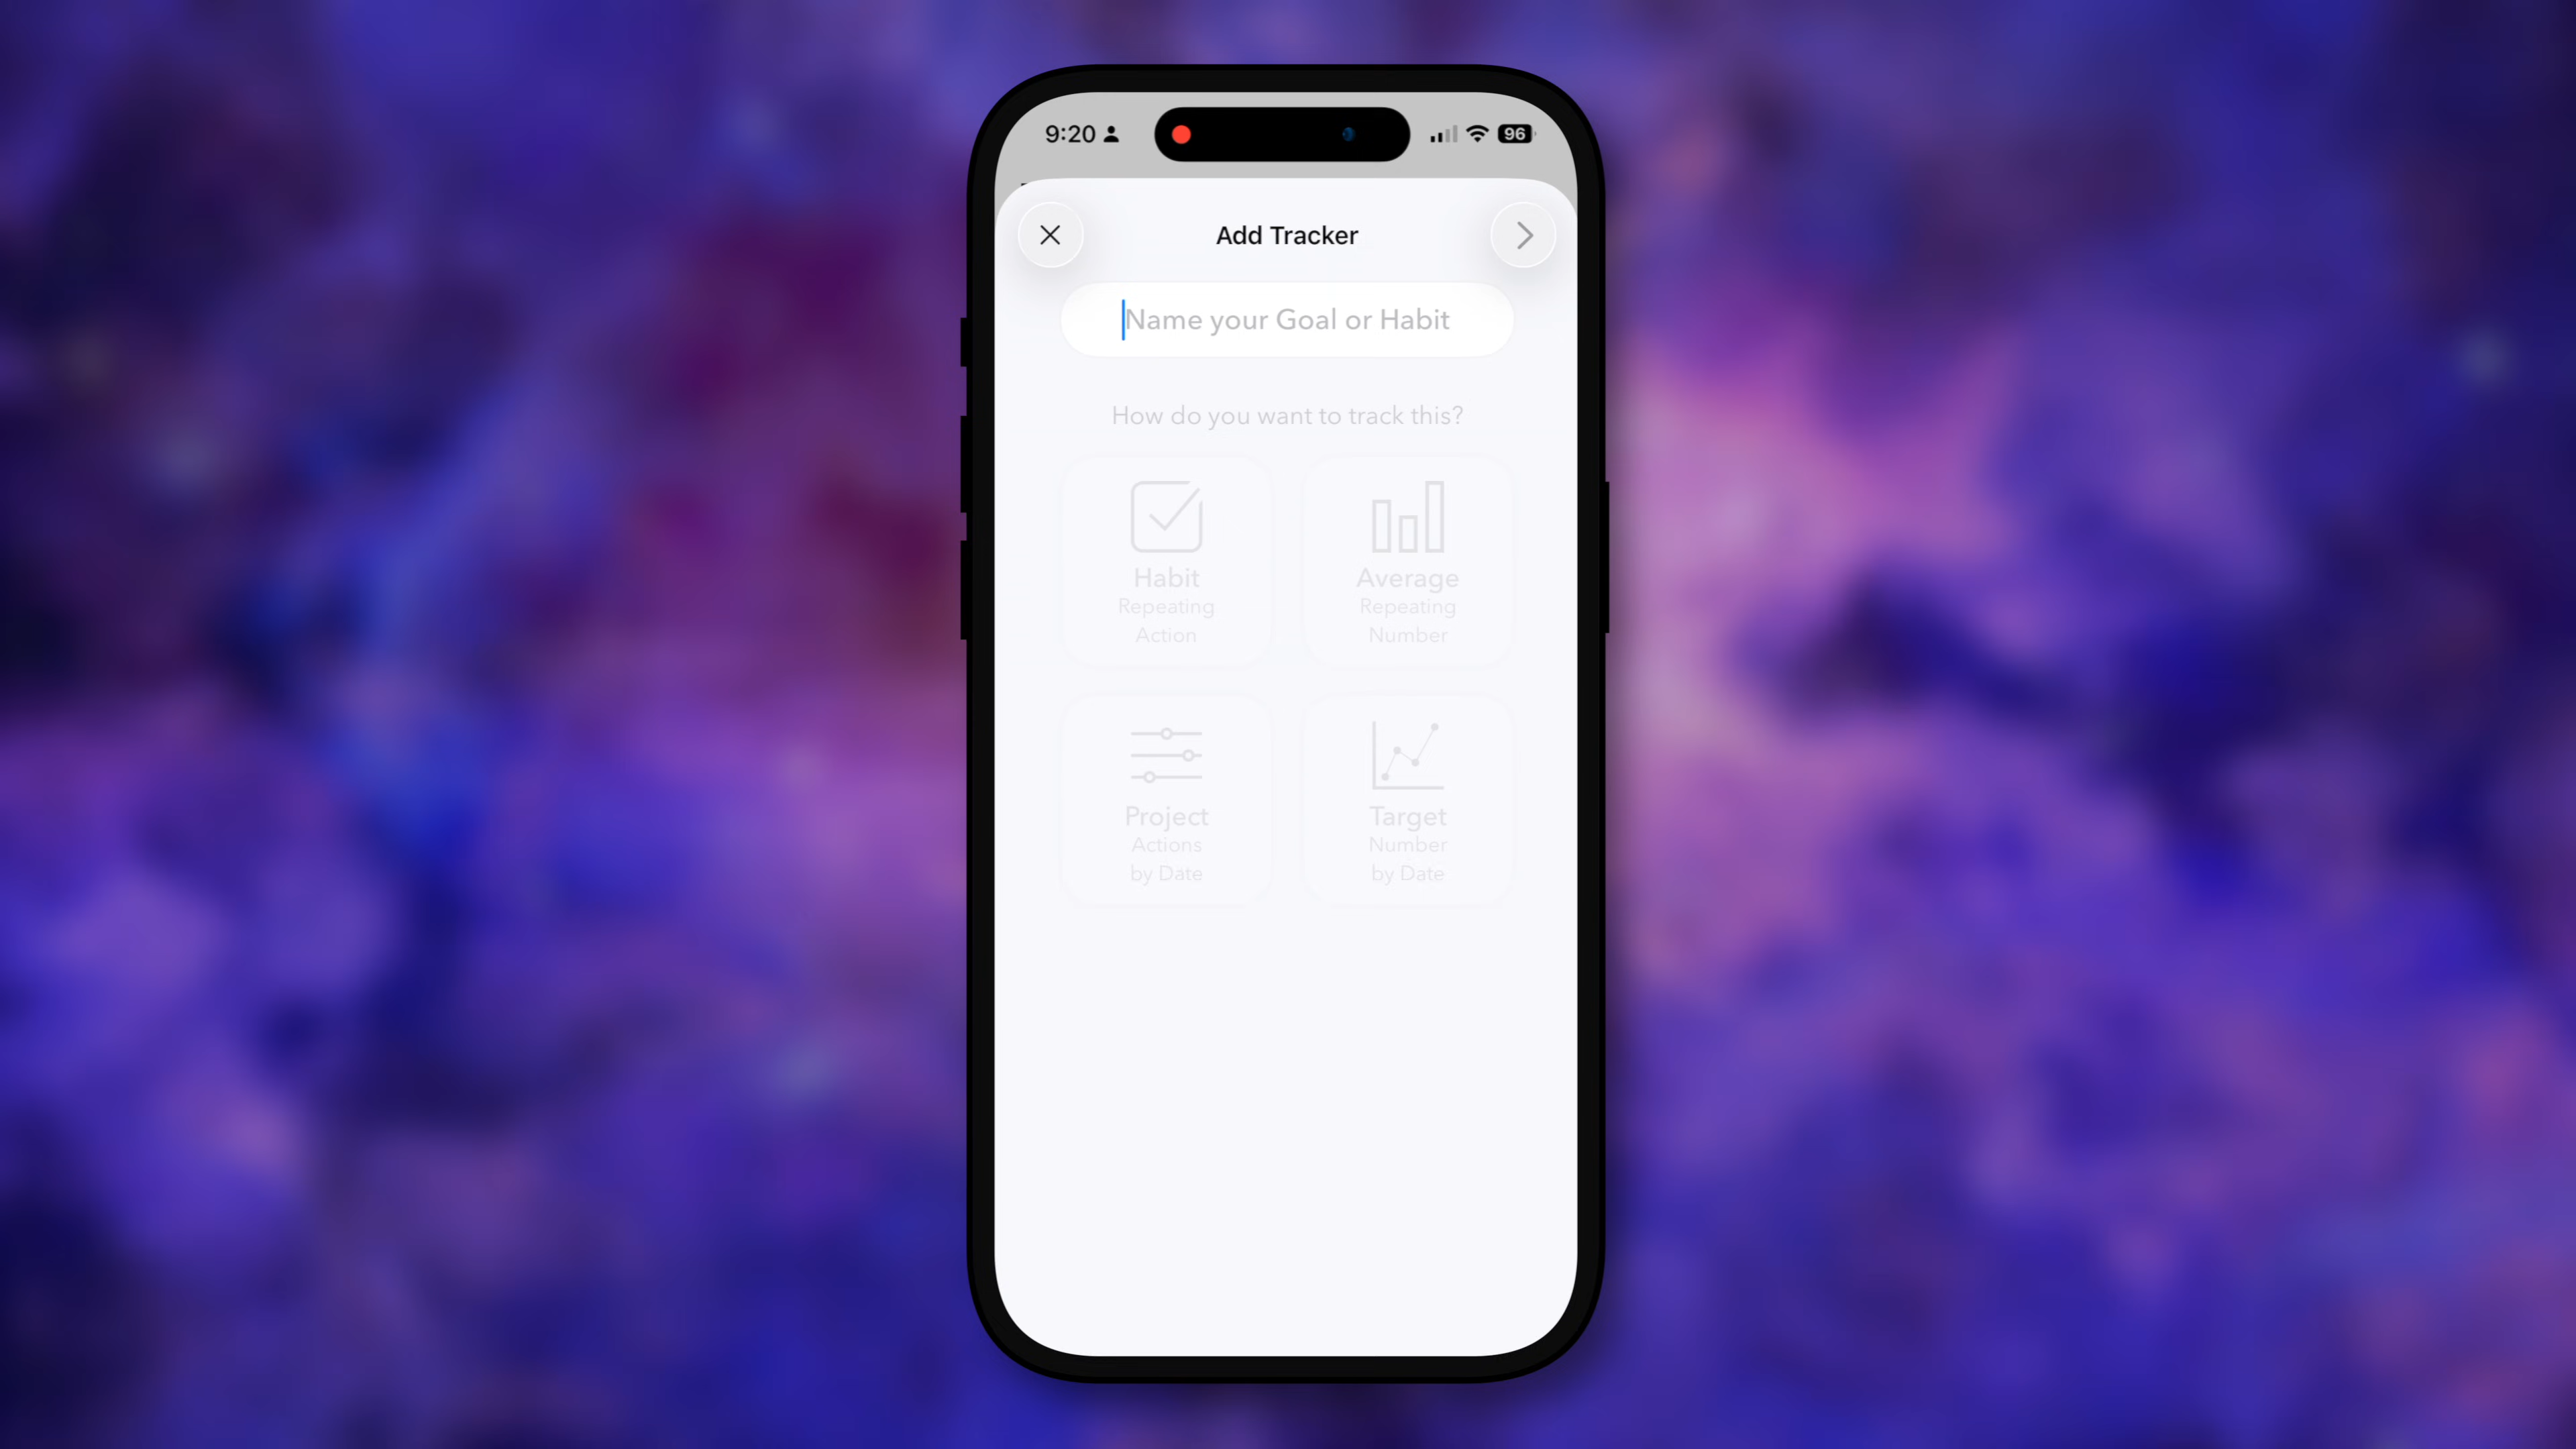 9:20
96
Add Tracker
Name your Goal or Habit
How do you want to track this?
Habit
Repeating
Action
Average
Repeating
Number
Project
Actions
by Date
Target
Number
by Date